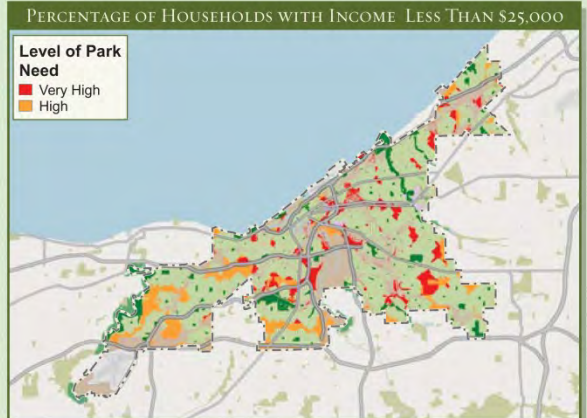 Percentage of Households with Income Less Than $25,000
Level of Park
Need
Very High
High